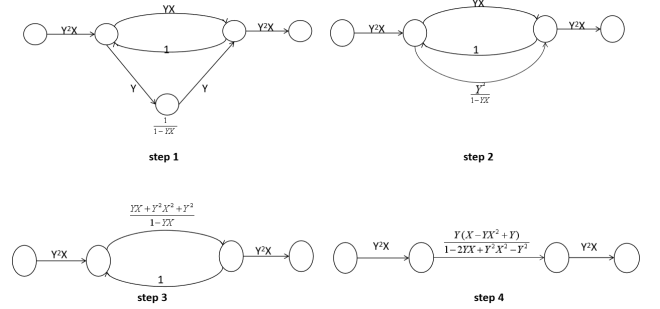 YX
Y²X
Y²X
1
Y
Y
1/(1-YX)
step 1
YX
Y²X
Y²X
1
Y²/(1-YX)
step 2
(YX+Y²X²+Y²)/(1-YX)
Y²X
Y²X
1
step 3
Y²X
Y(X-YX²+Y)/(1-2YX+Y²X²-Y²)
Y²X
step 4